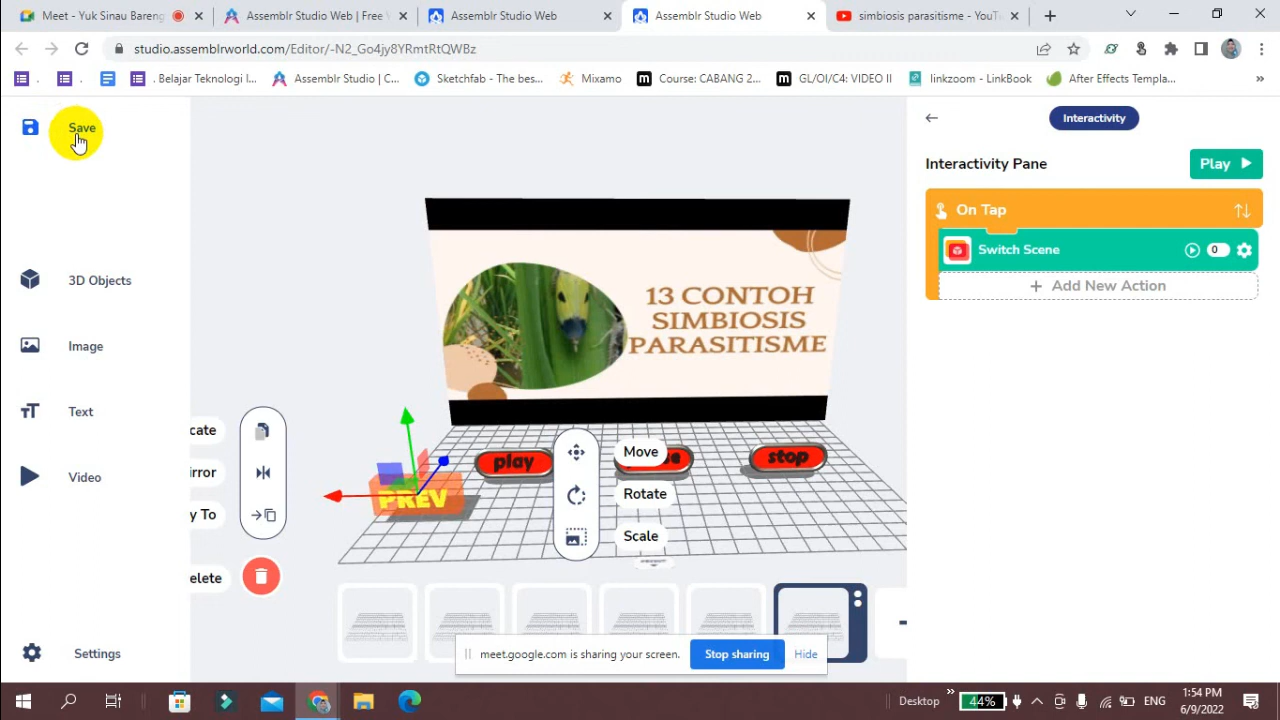 Meet - Yuk Sinau Bareng
Assemblr Studio Web | Free V
Assemblr Studio Web
Assemblr Studio Web
simbiosis parasitisme - YouTu
studio.assemblrworld.com/Editor/-N2_Go4jy8YRmtRtQWBz
. Belajar Teknologi I...
Assemblr Studio | C...
Sketchfab - The bes...
Mixamo
Course: CABANG 2...
GL/OI/C4: VIDEO II
linkzoom - LinkBook
After Effects Templa...
Save
Interactivity
Interactivity Pane
Play
On Tap
Switch Scene
0
+ Add New Action
3D Objects
Image
Text
Video
Settings
13 CONTOH
SIMBIOSIS
PARASITISME
PREV
play
stop
cate
irror
y To
elete
Move
Rotate
Scale
meet.google.com is sharing your screen.
Stop sharing
Hide
Desktop
44%
ENG
1:54 PM
6/9/2022